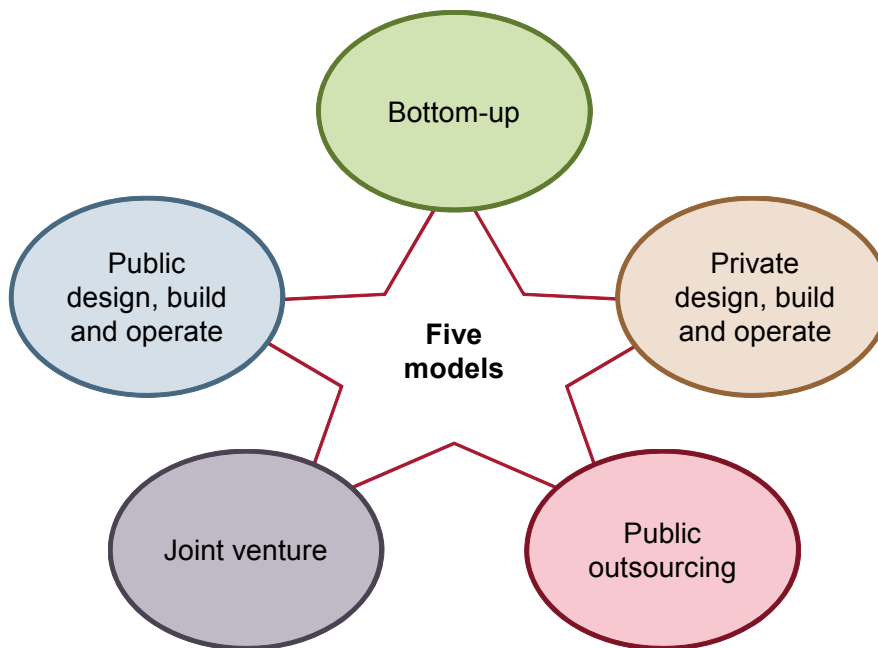 Bottom-up
Public
design, build
and operate
Private
design, build
and operate
Five
models
Joint venture
Public
outsourcing